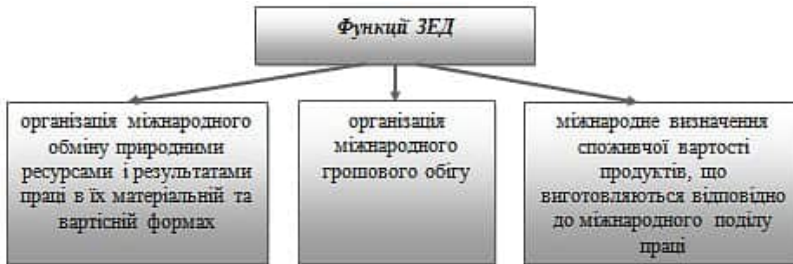 Функції ЗЕД
організація міжнародного
обміну природними
ресурсами і результатами
праці в їх матеріальній та
вартісній формах
організація
міжнародного
грошового обігу
міжнародне визначення
споживчої вартості
продуктів, що
виготовляються відповідно
до міжнародного поділу
праці